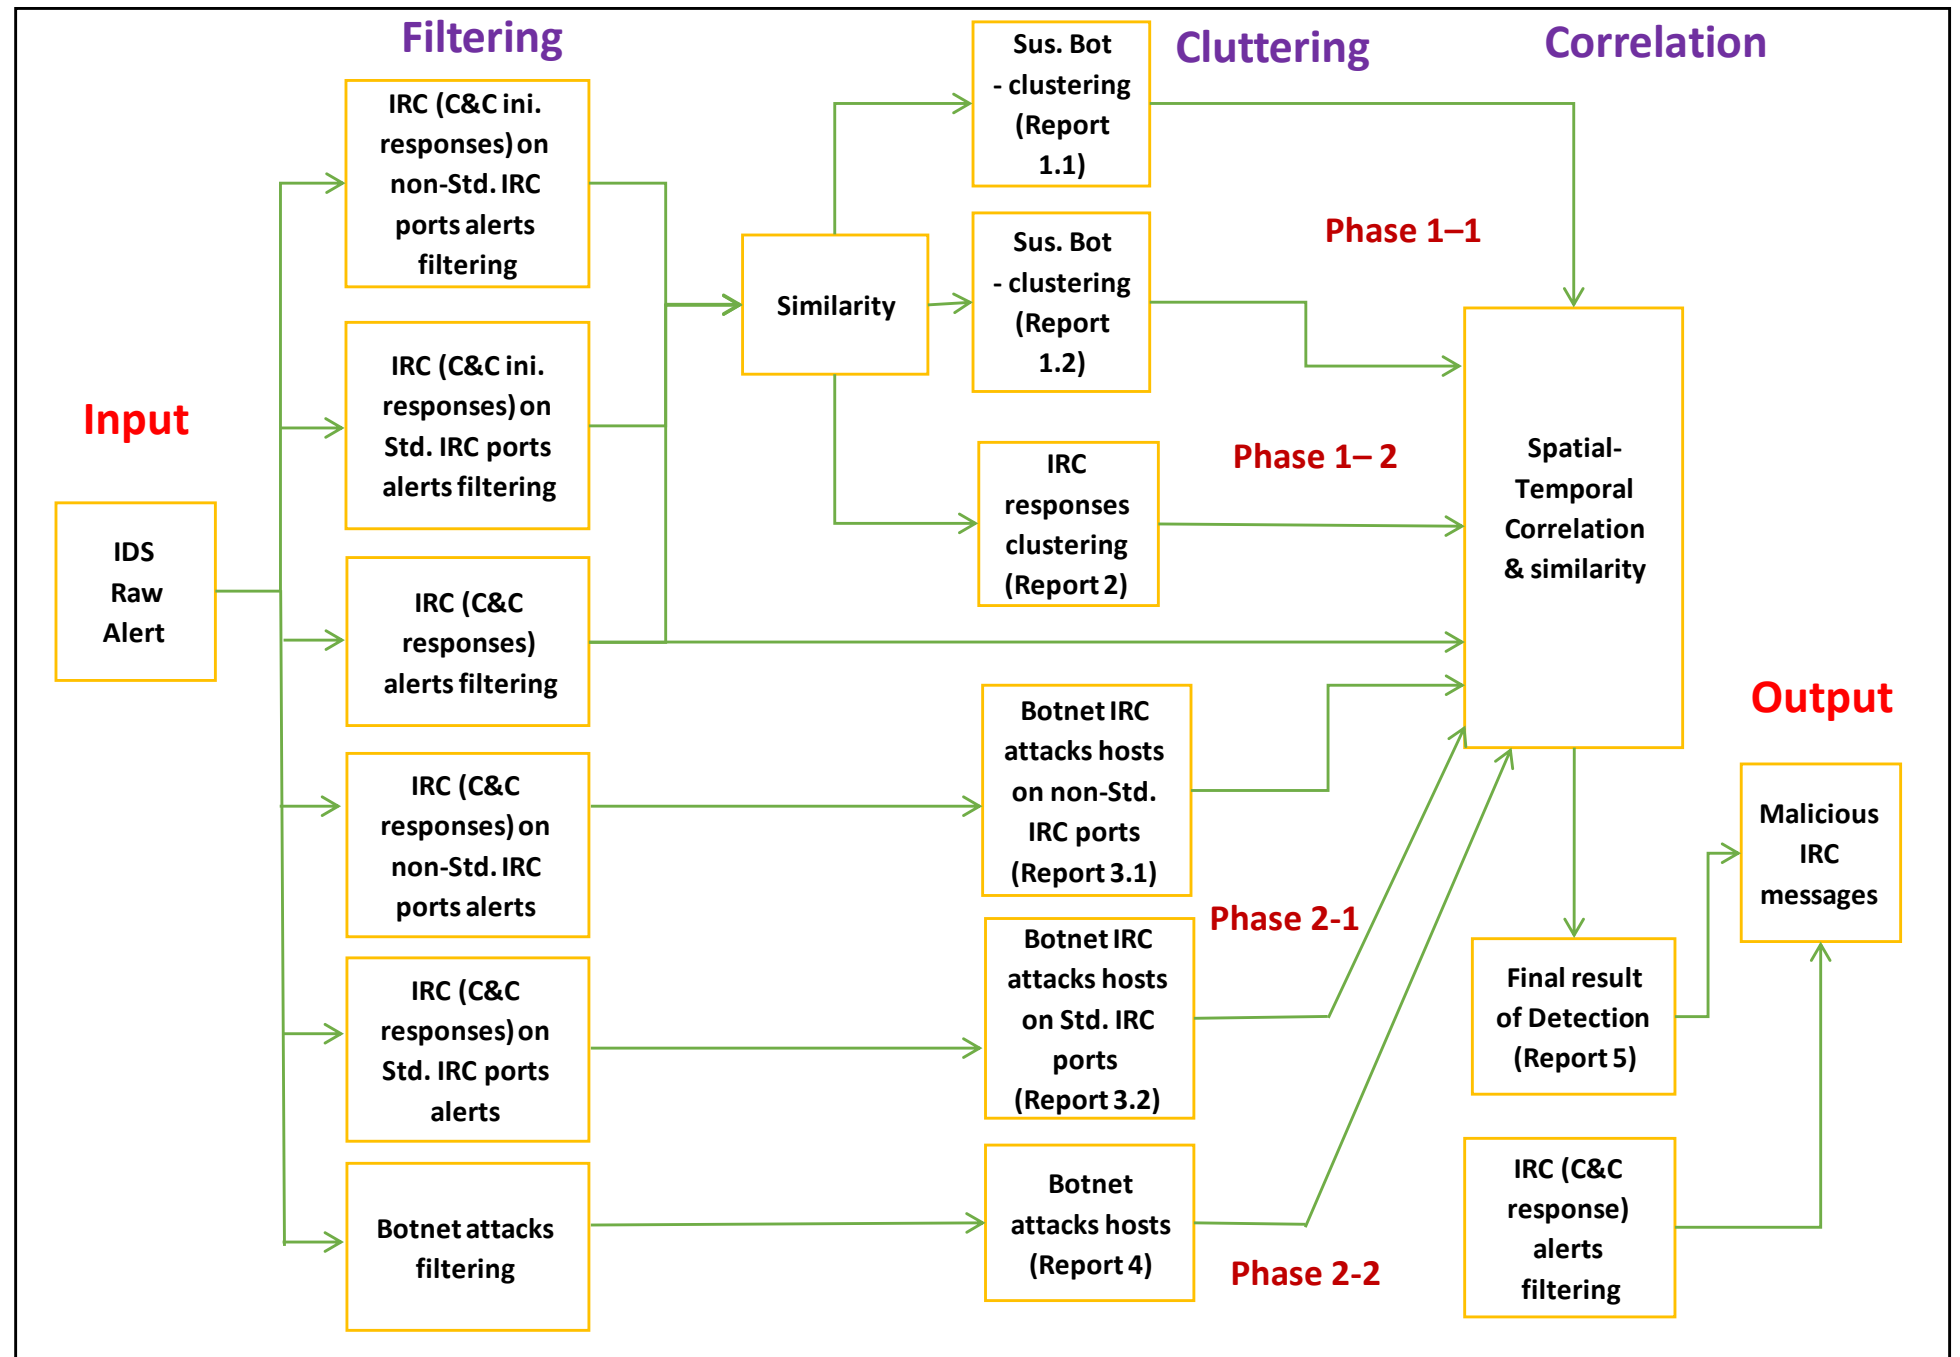 Filtering
Cluttering
Correlation
Input
IDS
Raw
Alert
IRC (C&C ini.
responses) on
non-Std. IRC
ports alerts
filtering
IRC (C&C ini.
responses) on
Std. IRC ports
alerts filtering
IRC (C&C
responses)
alerts filtering
IRC (C&C
responses) on
non-Std. IRC
ports alerts
IRC (C&C
responses) on
Std. IRC ports
alerts
Botnet attacks
filtering
Similarity
Sus. Bot
- clustering
(Report
1.1)
Sus. Bot
- clustering
(Report
1.2)
IRC
responses
clustering
(Report 2)
Botnet IRC
attacks hosts
on non-Std.
IRC ports
(Report 3.1)
Botnet IRC
attacks hosts
on Std. IRC
ports
(Report 3.2)
Botnet
attacks hosts
(Report 4)
Phase 1–1
Phase 1– 2
Phase 2-1
Phase 2-2
Spatial-
Temporal
Correlation
& similarity
Final result
of Detection
(Report 5)
IRC (C&C
response)
alerts
filtering
Output
Malicious
IRC
messages